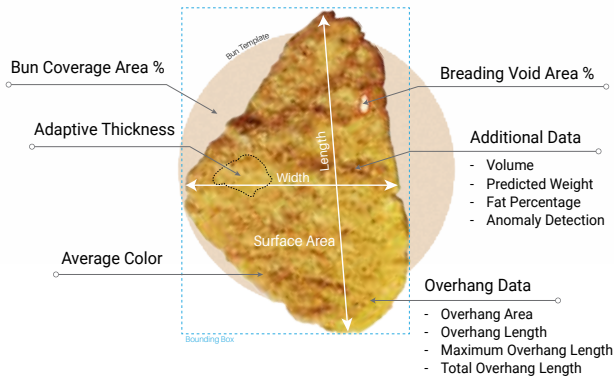 Bun Template
Bun Coverage Area %
Breading Void Area %
Adaptive Thickness
Length
Additional Data
- Volume
- Predicted Weight
- Fat Percentage
- Anomaly Detection
Width
Surface Area
Average Color
Overhang Data
- Overhang Area
- Overhang Length
- Maximum Overhang Length
- Total Overhang Length
Bounding Box